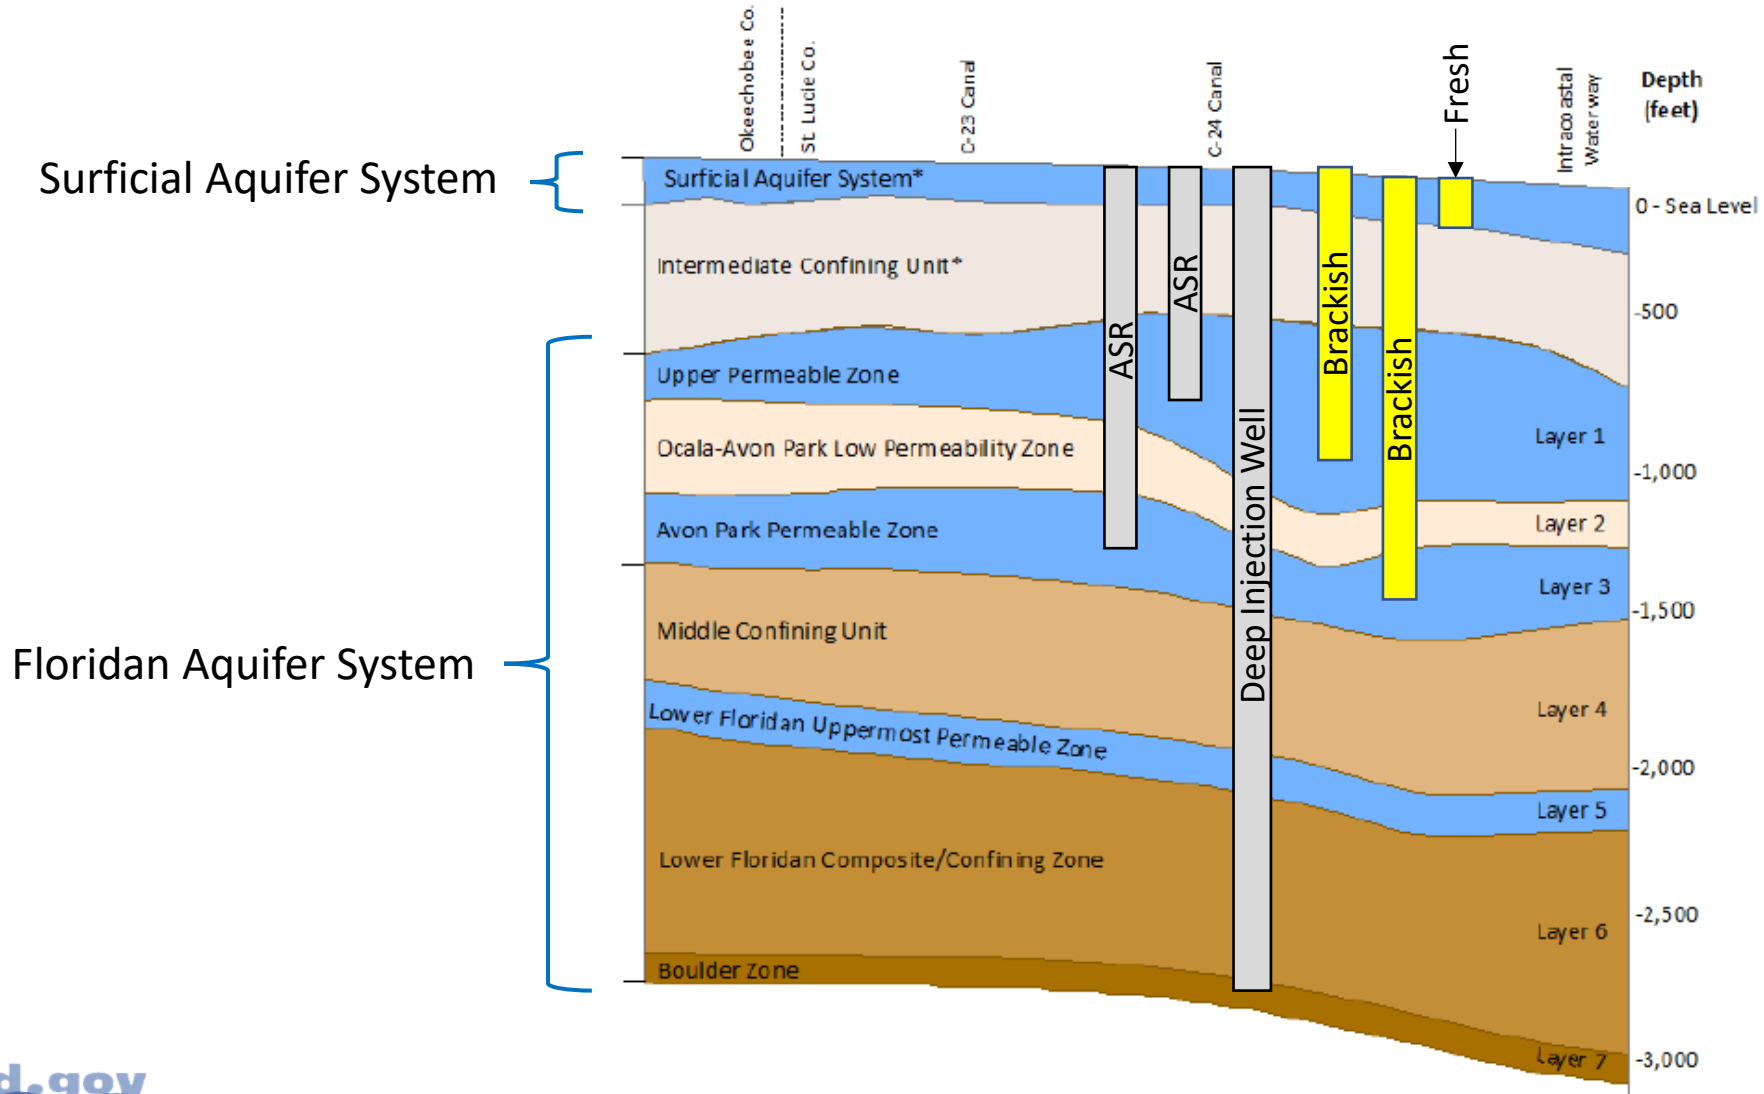 Okeechobee Co.
St. Lucie Co.
C-23 Canal
C-24 Canal
Fresh
Intracoastal
Waterway
Depth
(feet)
Surficial Aquifer System
Surficial Aquifer System*
0 - Sea Level
Intermediate Confining Unit*
ASR
ASR
Brackish
Brackish
Deep Injection Well
-500
Upper Permeable Zone
Layer 1
Ocala-Avon Park Low Permeability Zone
-1,000
Layer 2
Avon Park Permeable Zone
Layer 3
-1,500
Middle Confining Unit
Floridan Aquifer System
Layer 4
Lower Floridan Uppermost Permeable Zone
-2,000
Layer 5
Lower Floridan Composite/Confining Zone
-2,500
Layer 6
Boulder Zone
Layer 7
-3,000
d.gov